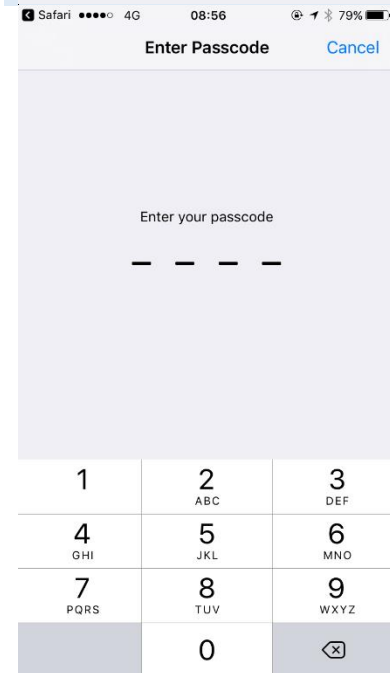 Safari 4G 08:56 79%
Enter Passcode Cancel
Enter your passcode
1 2 3
ABC DEF
4 5 6
GHI JKL MNO
7 8 9
PQRS TUV WXYZ
0